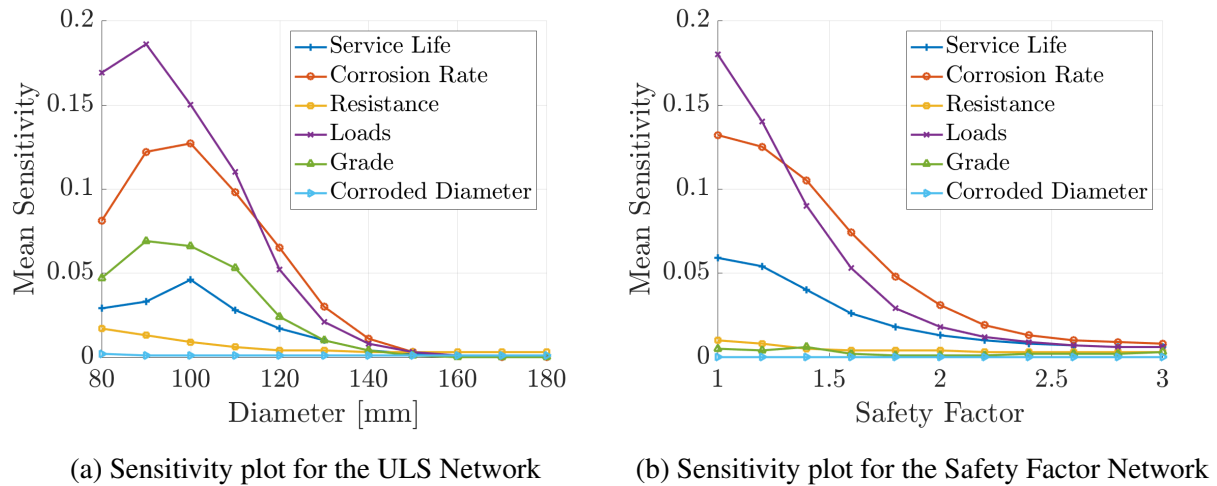 0.2
0.15
0.1
0.05
0
Mean Sensitivity
Service Life
Corrosion Rate
Resistance
Loads
Grade
Corroded Diameter
80 100 120 140 160 180
Diameter [mm]
(a) Sensitivity plot for the ULS Network
0.2
0.15
0.1
0.05
0
Mean Sensitivity
Service Life
Corrosion Rate
Resistance
Loads
Grade
Corroded Diameter
1 1.5 2 2.5 3
Safety Factor
(b) Sensitivity plot for the Safety Factor Network